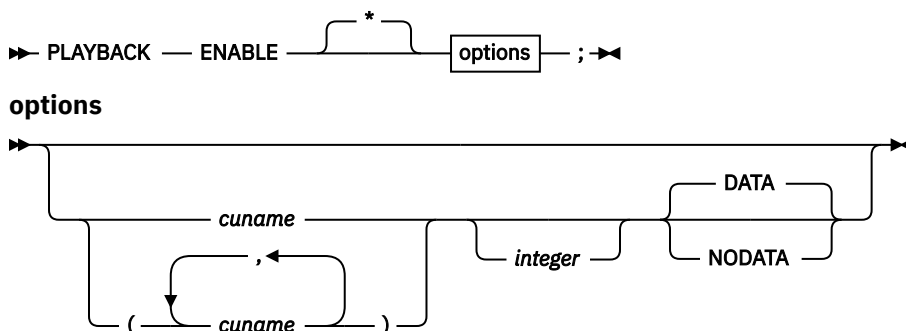 *
PLAYBACK ENABLE options ;
options
DATA
cuname
integer NODATA
,
( cuname )